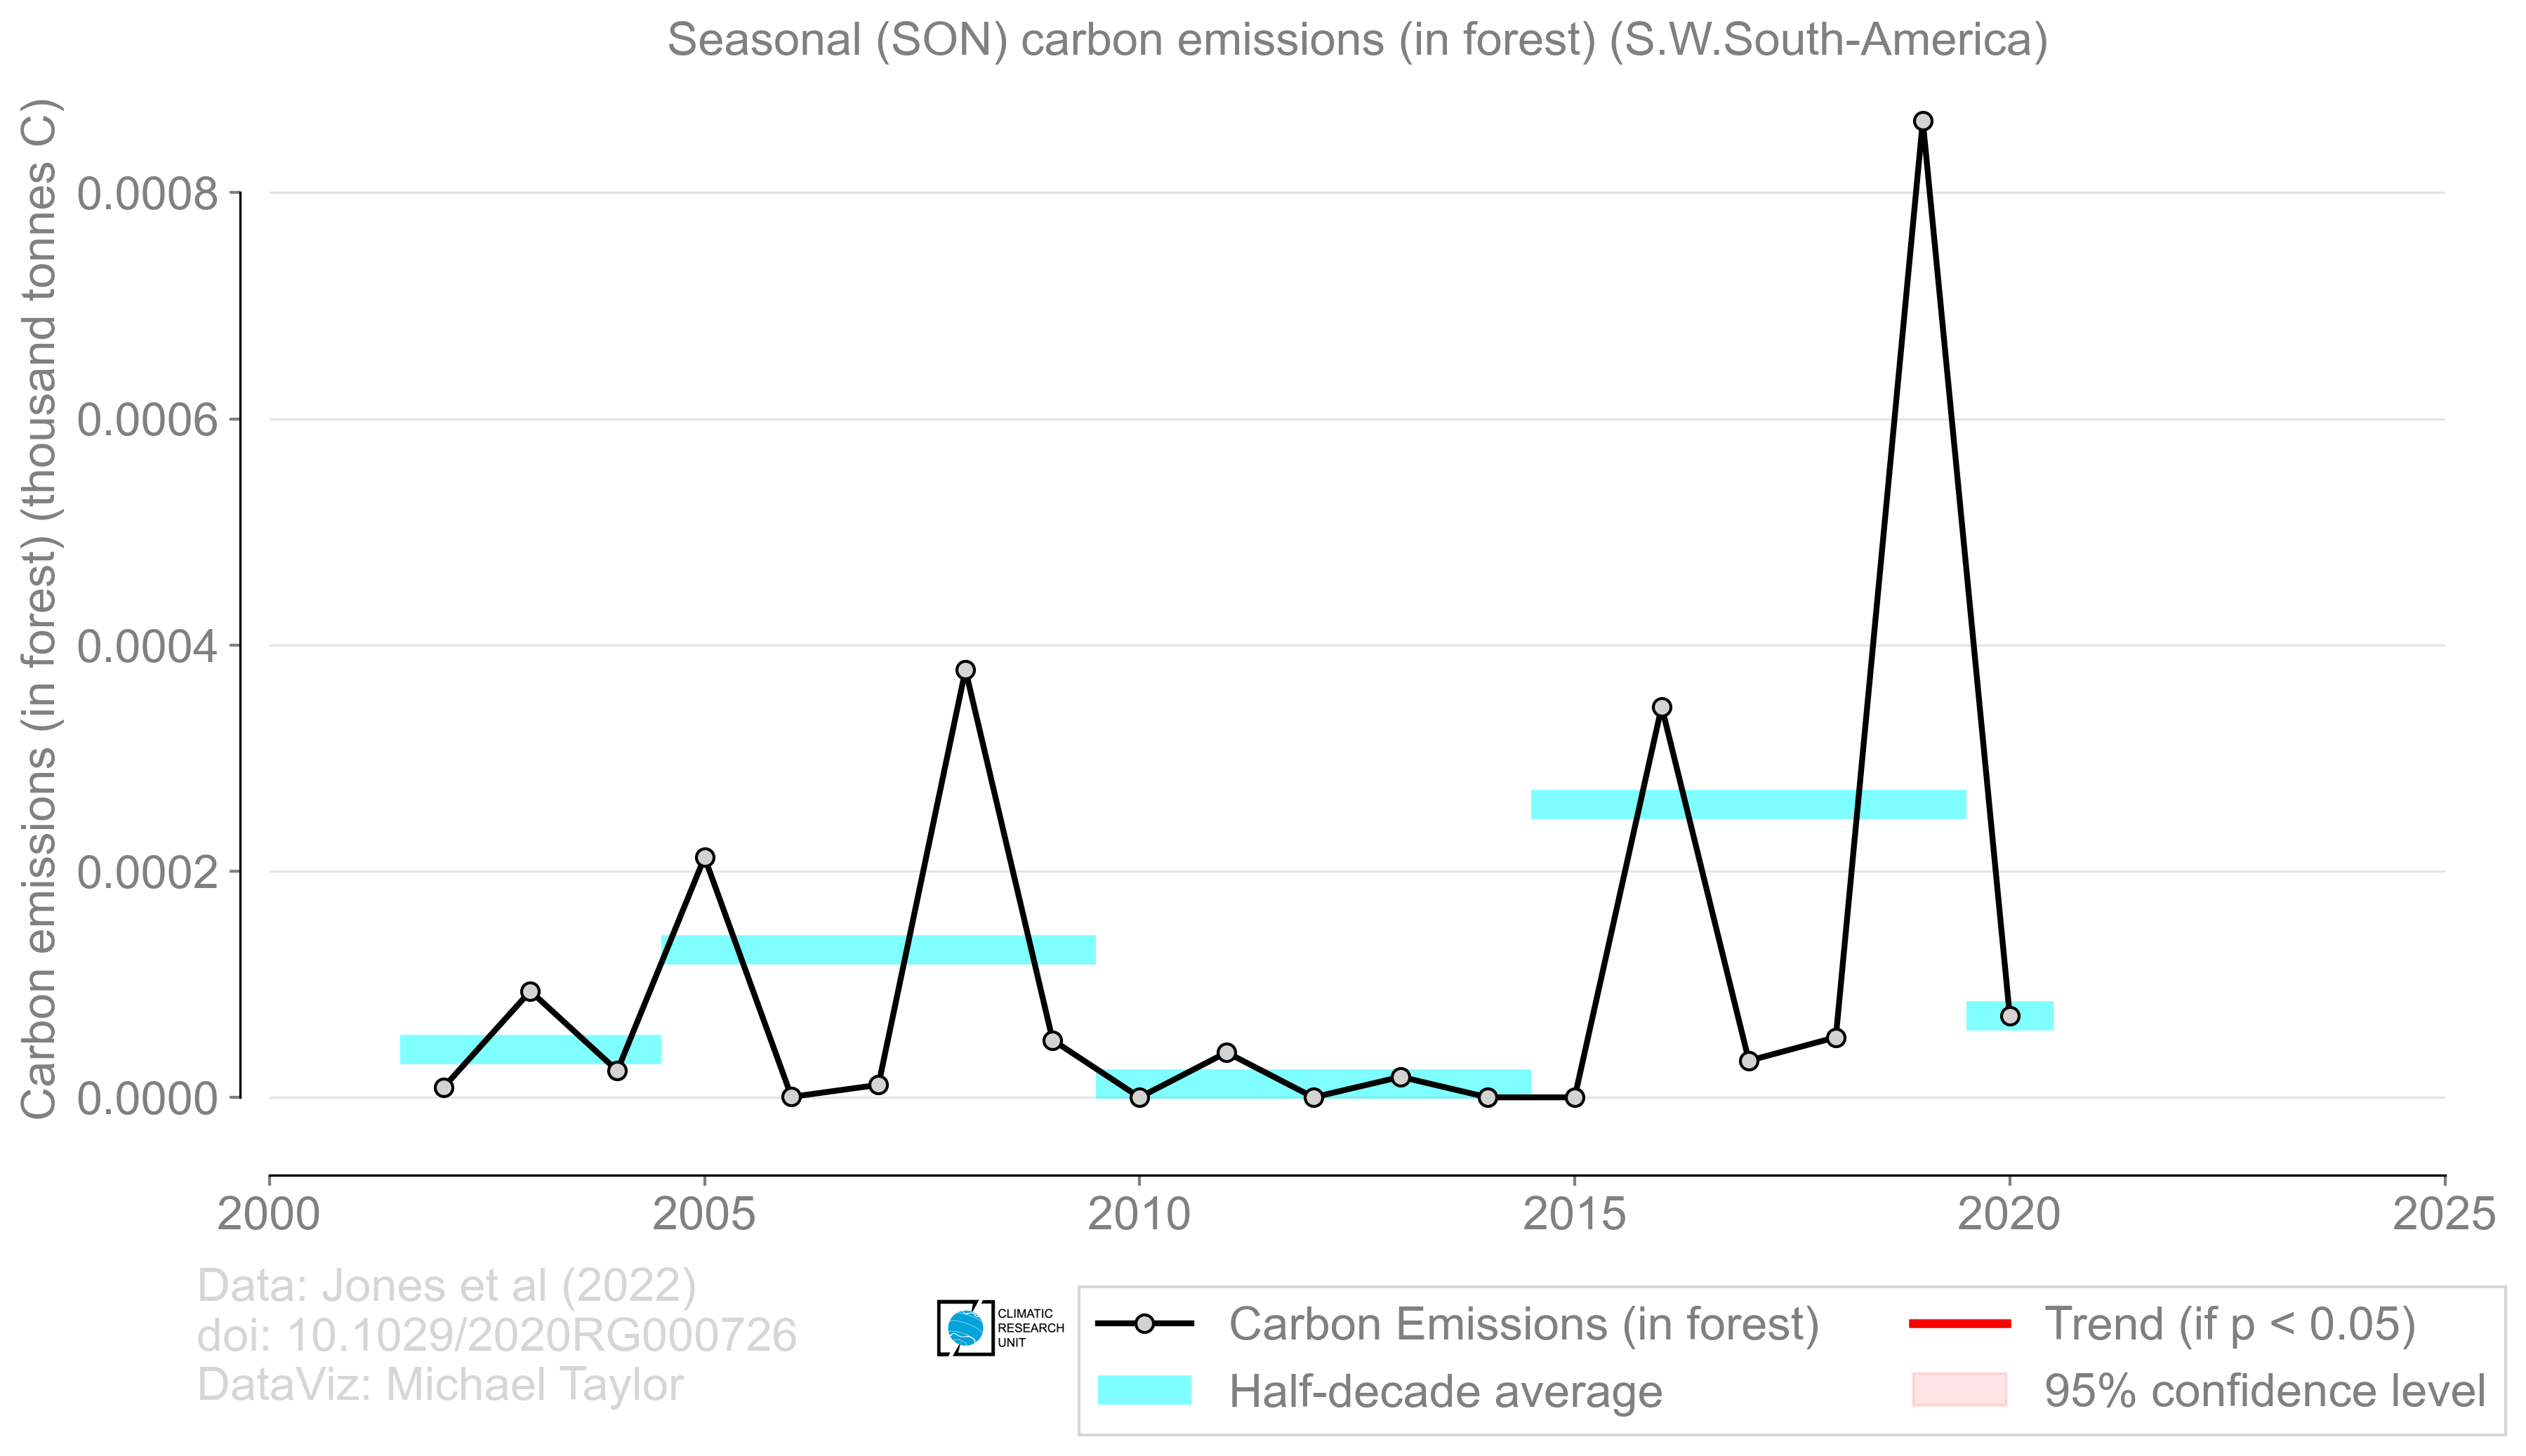 Seasonal (SON) carbon emissions (in forest) (S.W.South-America)
Carbon emissions (in forest) (thousand tonnes C)
0.0008
0.0006
0.0004
0.0002
0.0000
2000
2005
2010
2015
2020
2025
Data: Jones et al (2022)
doi: 10.1029/2020RG000726
DataViz: Michael Taylor
CLIMATIC
RESEARCH
UNIT
Carbon Emissions (in forest)
Half-decade average
Trend (if p < 0.05)
95% confidence level